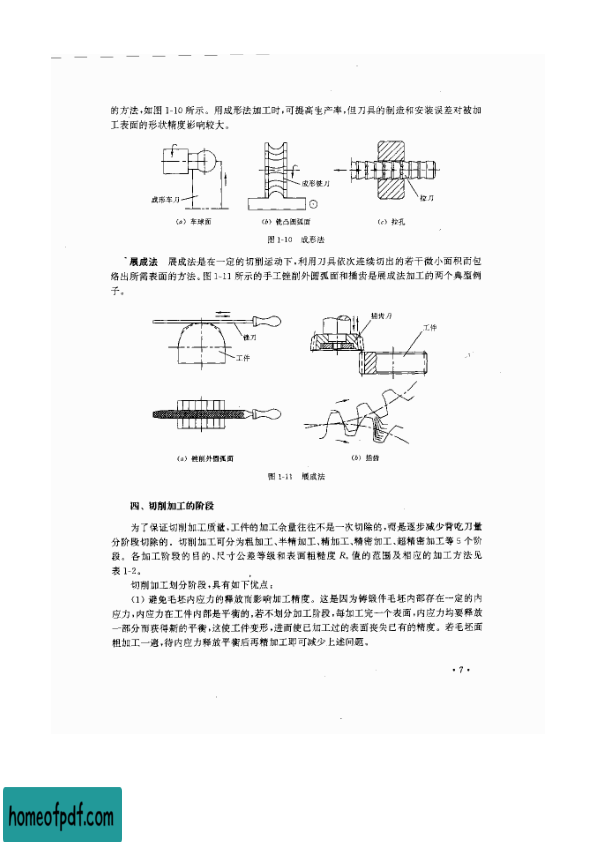 的方法,如图 1-10 所示。用成形法加工时,可提高生产率,但刀具的制造和安装误差对被加
工表面的形状精度影响较大。
成形车刀
成形铣刀
拉刀
(a) 车球面
(b) 铣凸圆弧面
(c) 拉孔
图 1-10 成形法
展成法 展成法是在一定的切削运动下,利用刀具依次连续切出的若干微小面积而包
络出所需表面的方法。图 1-11 所示的手工锉削外圆弧面和插齿是展成法加工的两个典型例
子。
锉刀
工件
插齿刀
工件
(a) 锉削外圆弧面
(b) 插齿
图 1-11 展成法
四、切削加工的阶段
为了保证切削加工质量,工件的加工余量往往不是一次切除的,而是逐步减少背吃刀量
分阶段切除的。切削加工可分为粗加工、半精加工、精加工、精密加工、超精密加工等 5 个阶
段。各加工阶段的目的、尺寸公差等级和表面粗糙度 Rₐ 值的范围及相应的加工方法见
表 1-2。
切削加工划分阶段,具有如下优点:
(1) 避免毛坯内应力的释放而影响加工精度。这是因为铸锻件毛坯内部存在一定的内
应力,内应力在工件内部是平衡的,若不划分加工阶段,每加工完一个表面,内应力均要释放
一部分而获得新的平衡,这使工件变形,进而使已加工过的表面丧失已有的精度。若毛坯面
粗加工一遍,待内应力释放平衡后再精加工即可减少上述问题。
·7·
homeofpdf.com